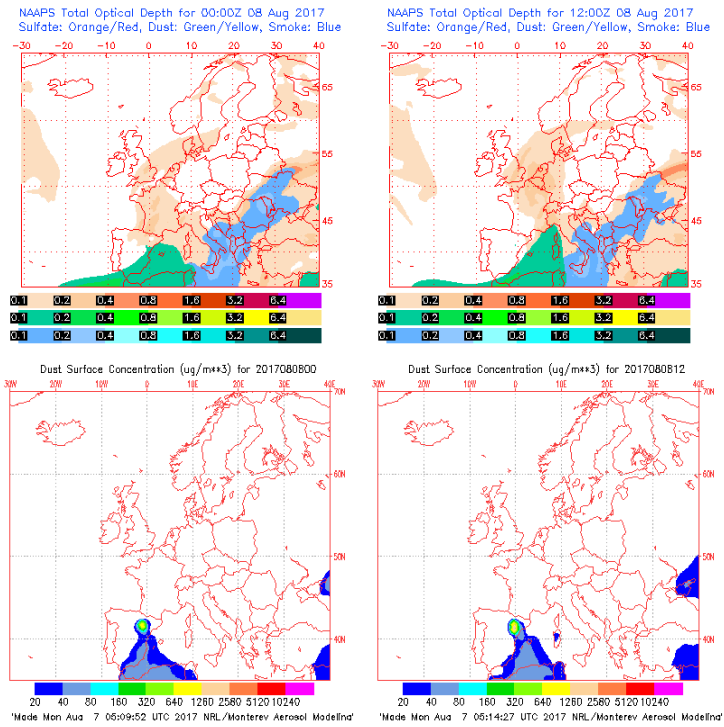 NAAPS Total Optical Depth for 00:00Z 08 Aug 2017
Sulfate: Orange/Red, Dust: Green/Yellow, Smoke: Blue
-30 -20 -10 0 10 20 30 40
65
55
45
35
0.1 0.2 0.4 0.8 1.6 3.2 6.4
0.1 0.2 0.4 0.8 1.6 3.2 6.4
0.1 0.2 0.4 0.8 1.6 3.2 6.4
NAAPS Total Optical Depth for 12:00Z 08 Aug 2017
Sulfate: Orange/Red, Dust: Green/Yellow, Smoke: Blue
-30 -20 -10 0 10 20 30 40
65
55
45
35
0.1 0.2 0.4 0.8 1.6 3.2 6.4
0.1 0.2 0.4 0.8 1.6 3.2 6.4
0.1 0.2 0.4 0.8 1.6 3.2 6.4
Dust Surface Concentration (ug/m**3) for 2017080800
30W 20W 10W 0 10E 20E 30E 40E
70N
60N
50N
40N
20 40 80 160 320 640 1280 2560 5120 10240
'Made Mon Aug 7 05:09:52 UTC 2017 NRL/Monterey Aerosol Modeling'
Dust Surface Concentration (ug/m**3) for 2017080812
30W 20W 10W 0 10E 20E 30E 40E
70N
60N
50N
40N
20 40 80 160 320 640 1280 2560 5120 10240
'Made Mon Aug 7 05:14:27 UTC 2017 NRL/Monterey Aerosol Modeling'